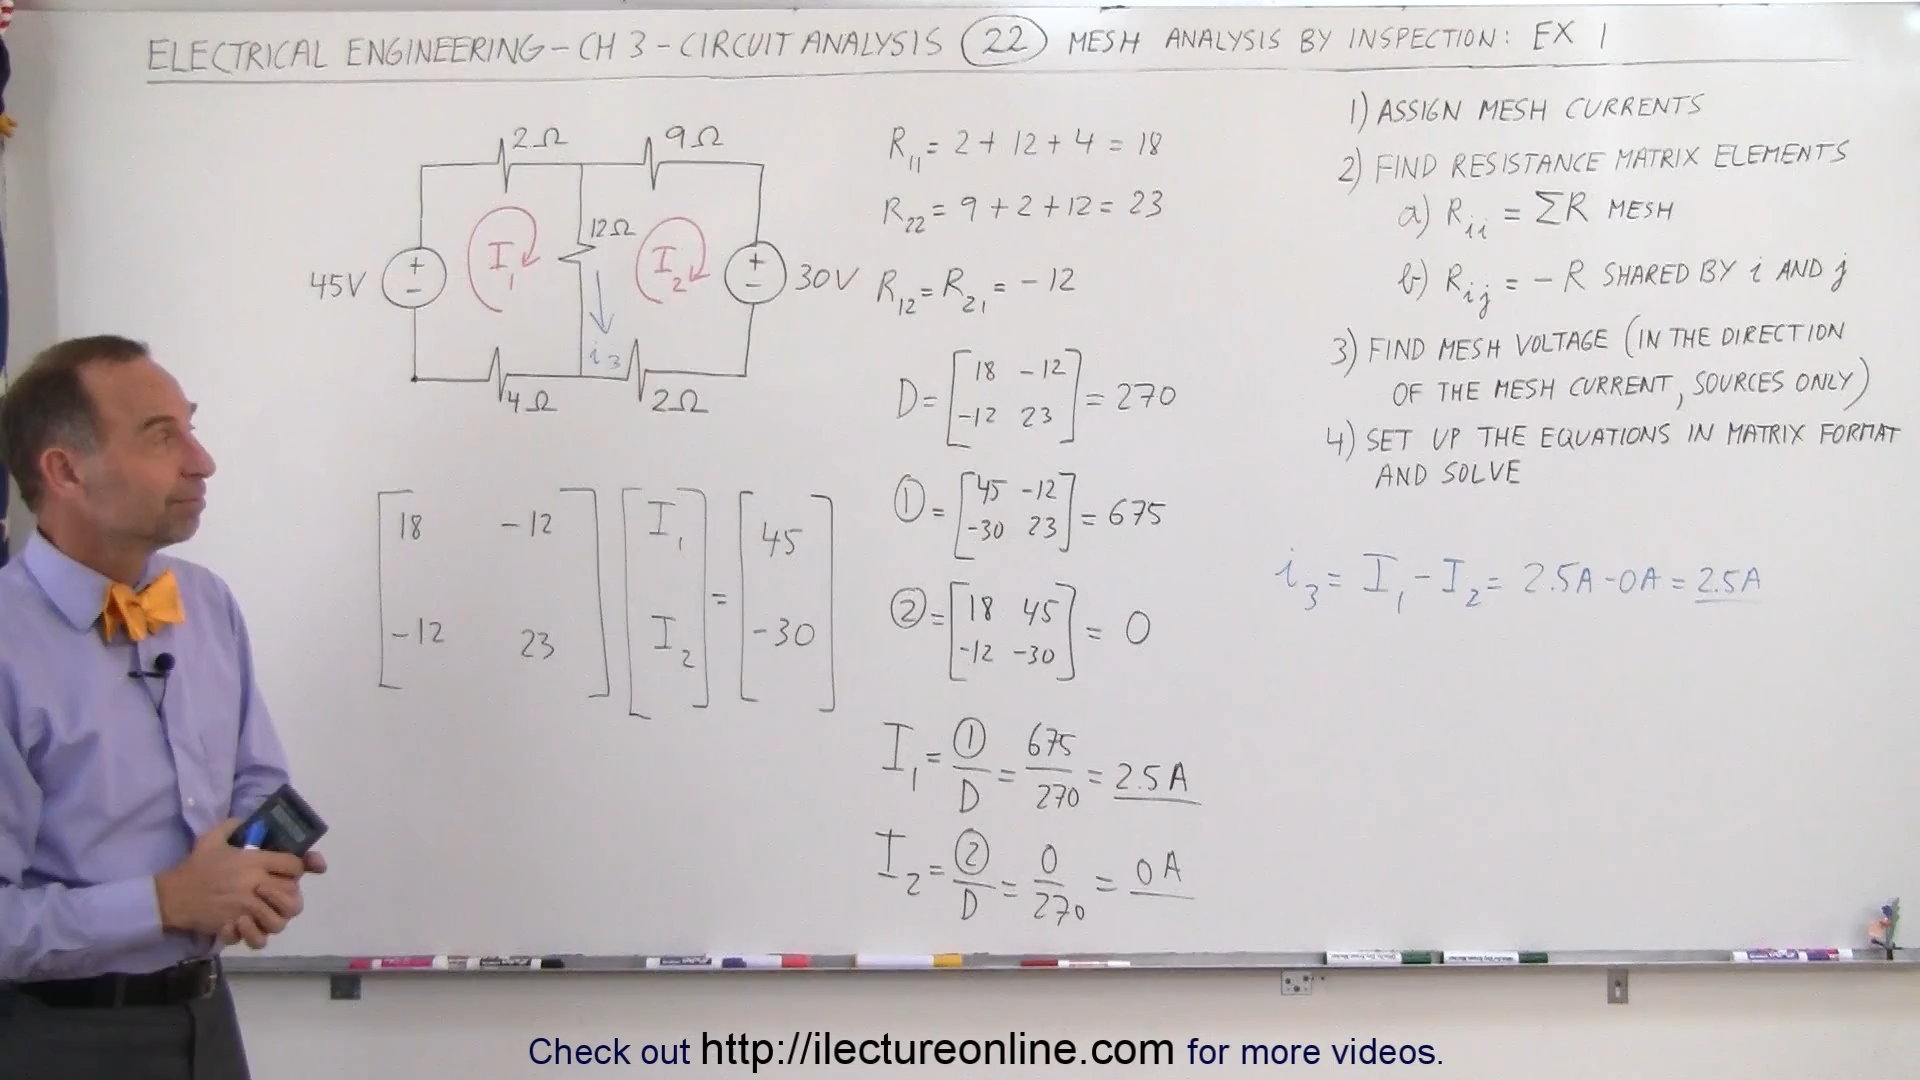 ELECTRICAL ENGINEERING - CH 3 - CIRCUIT ANALYSIS (22) MESH ANALYSIS BY INSPECTION: EX 1
2Ω 9Ω
12Ω
I₁ I₂
45V + - + - 30V
i₃
4Ω 2Ω
[18 -12] [I₁] = [45]
[-12 23] [I₂] [-30]
R₁₁ = 2 + 12 + 4 = 18
R₂₂ = 9 + 2 + 12 = 23
R₁₂ = R₂₁ = -12
D = [18 -12; -12 23] = 270
① = [45 -12; -30 23] = 675
② = [18 45; -12 -30] = 0
I₁ = ①/D = 675/270 = 2.5 A
I₂ = ②/D = 0/270 = 0 A
1) ASSIGN MESH CURRENTS
2) FIND RESISTANCE MATRIX ELEMENTS
a) Rᵢᵢ = ΣR MESH
b) Rᵢⱼ = -R SHARED BY i AND j
3) FIND MESH VOLTAGE (IN THE DIRECTION
OF THE MESH CURRENT, SOURCES ONLY)
4) SET UP THE EQUATIONS IN MATRIX FORMAT
AND SOLVE
i₃ = I₁ - I₂ = 2.5A - 0A = 2.5A
Check out http://ilectureonline.com for more videos.